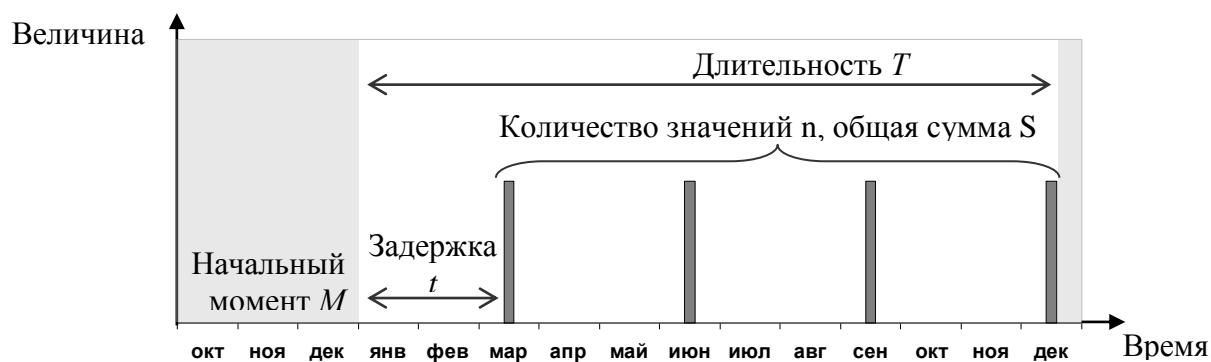 Величина
Длительность T
Количество значений n, общая сумма S
Задержка
t
Начальный
момент M
окт ноя дек янв фев мар апр май июн июл авг сен окт ноя дек
Время